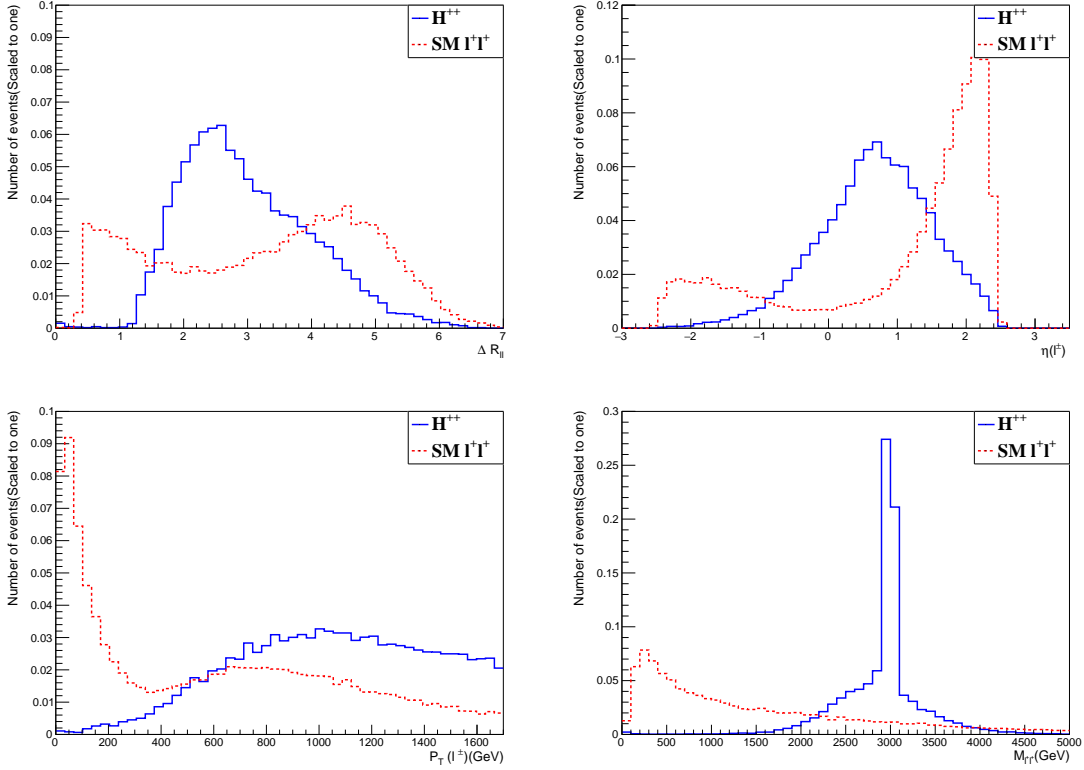 Number of events(Scaled to one)
0.1
0.09
0.08
0.07
0.06
0.05
0.04
0.03
0.02
0.01
0
H++
SM l+l+
0 1 2 3 4 5 6 7
Δ R_ll
Number of events(Scaled to one)
0.12
0.1
0.08
0.06
0.04
0.02
0
H++
SM l+l+
−3 −2 −1 0 1 2 3
η(l±)
Number of events(Scaled to one)
0.1
0.09
0.08
0.07
0.06
0.05
0.04
0.03
0.02
0.01
0
H++
SM l+l+
0 200 400 600 800 1000 1200 1400 1600
P_T (l ±)(GeV)
Number of events(Scaled to one)
0.3
0.25
0.2
0.15
0.1
0.05
0
H++
SM l+l+
0 500 1000 1500 2000 2500 3000 3500 4000 4500 5000
(GeV)